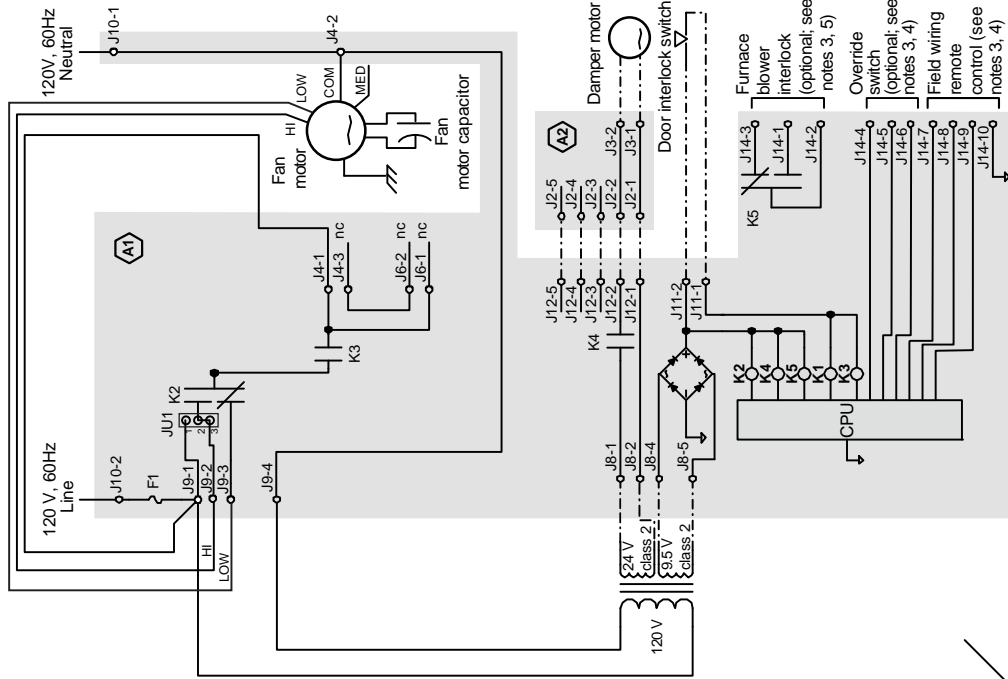 120V, 60Hz
Neutral
J10-1
J4-2
LOW
HI
COM
MED
Fan
motor
Fan
motor capacitor
A1
J4-1
J4-3
nc
J6-2
nc
J6-1
nc
K3
K2
JU1
1
2
3
120 V, 60Hz
Line
J10-2
F1
J9-1
J9-2
J9-3
J9-4
HI
LOW
Damper motor
Door interlock switch
A2
J3-2
J3-1
J2-5
J2-4
J2-3
J2-2
J2-1
J12-5
J12-4
J12-3
J12-2
J12-1
K4
J11-2
J11-1
J8-1
J8-2
J8-4
J8-5
24 V
class 2
9.5 V
class 2
120 V
Furnace
blower
interlock
(optional; see
notes 3, 5)
J14-3
J14-1
J14-2
K5
Override
switch
(optional; see
notes 3, 4)
J14-4
J14-5
J14-6
Field wiring
remote
control (see
notes 3, 4)
J14-7
J14-8
J14-9
J14-10
K2
K4
K5
K1
K3
CPU